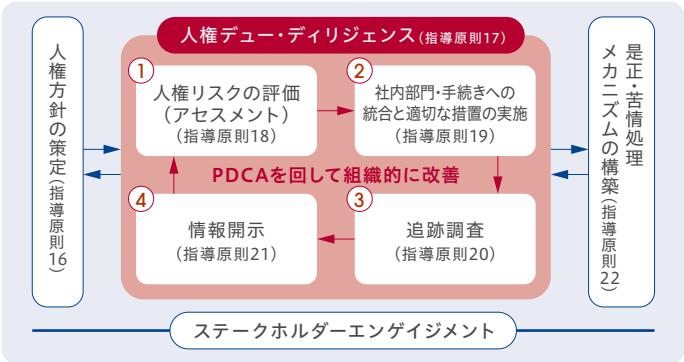 人権方針の策定(指導原則16)
人権デュー・ディリジェンス(指導原則17)
①
人権リスクの評価
(アセスメント)
(指導原則18)
②
社内部門・手続きへの
統合と適切な措置の実施
(指導原則19)
PDCAを回して組織的に改善
④
情報開示
(指導原則21)
③
追跡調査
(指導原則20)
是正・苦情処理
メカニズムの構築(指導原則22)
ステークホルダーエンゲイジメント